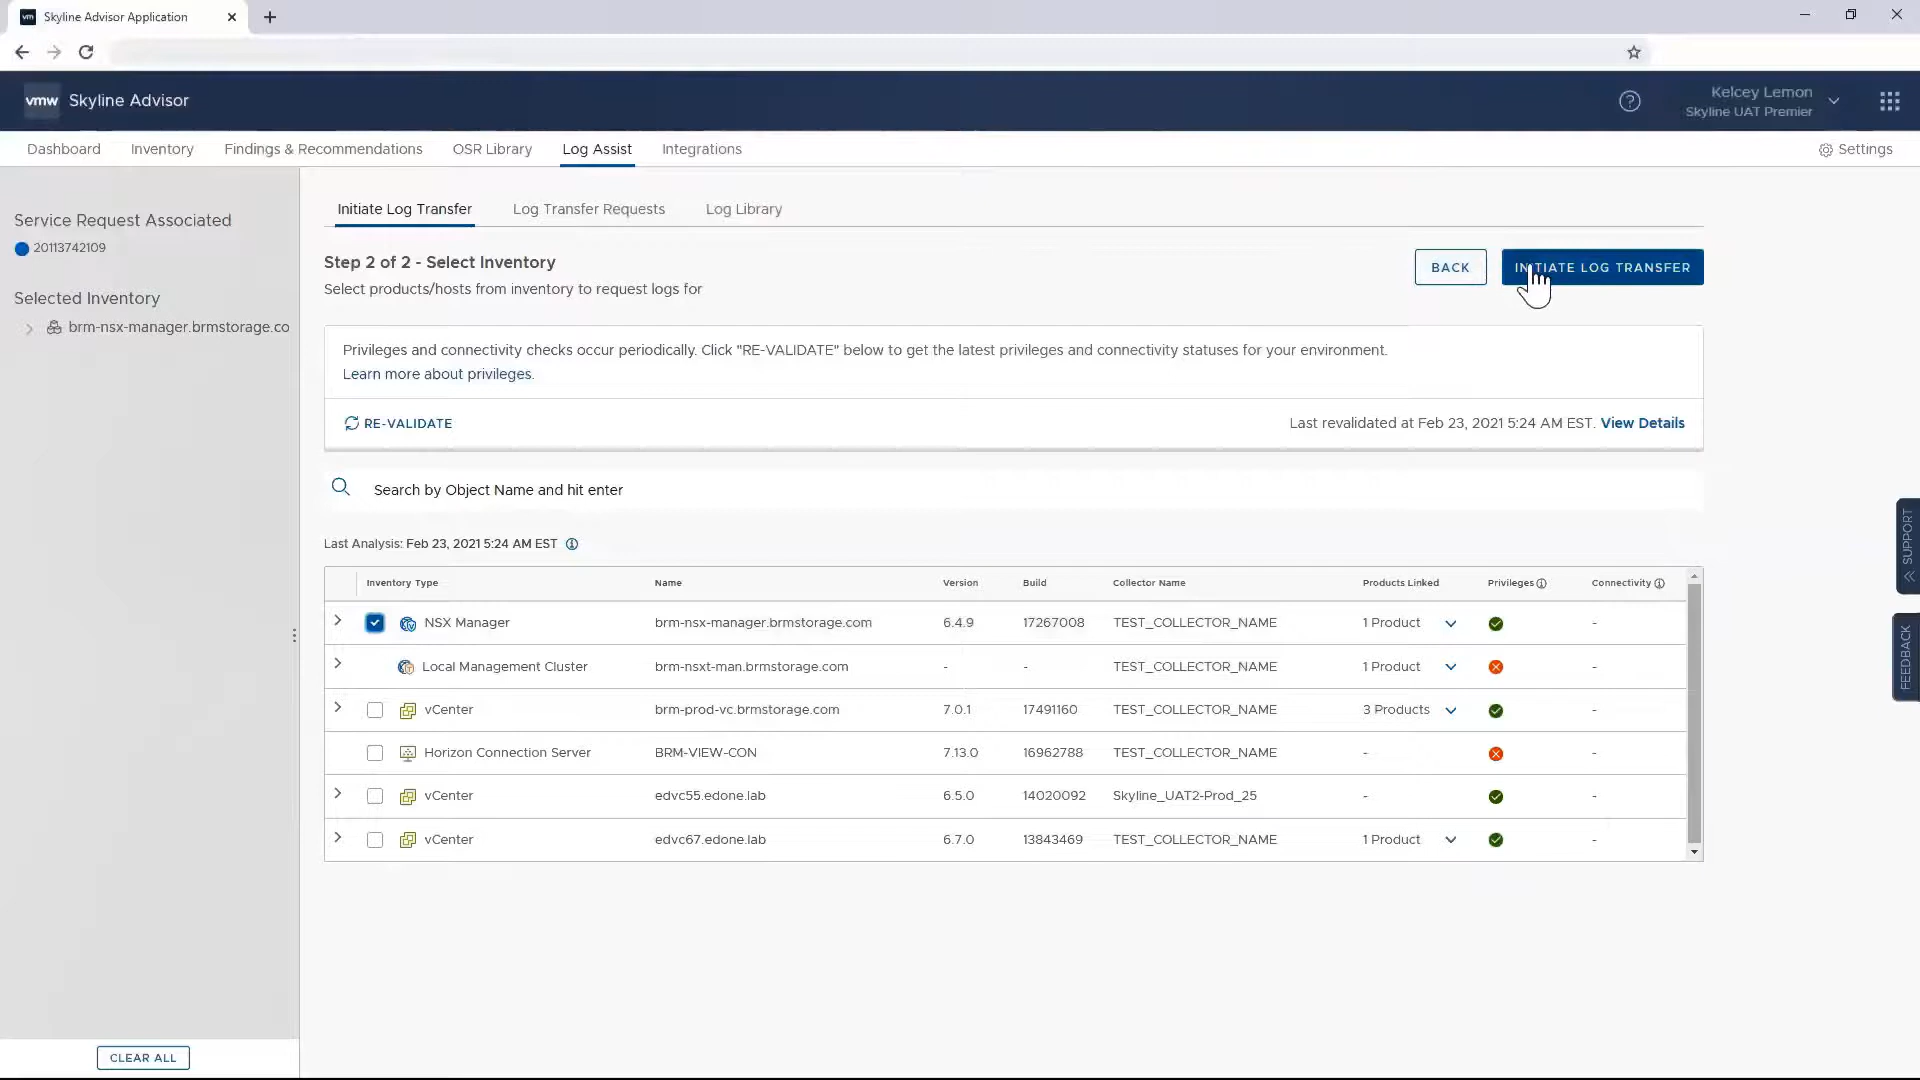 vm Skyline Advisor Application
vmw Skyline Advisor
Kelcey Lemon
Skyline UAT Premier
Dashboard Inventory Findings & Recommendations OSR Library Log Assist Integrations Settings
Service Request Associated
20113742109
Selected Inventory
brm-nsx-manager.brmstorage.co
CLEAR ALL
Initiate Log Transfer Log Transfer Requests Log Library
Step 2 of 2 - Select Inventory
Select products/hosts from inventory to request logs for
BACK INITIATE LOG TRANSFER
Privileges and connectivity checks occur periodically. Click "RE-VALIDATE" below to get the latest privileges and connectivity statuses for your environment.
Learn more about privileges.
RE-VALIDATE Last revalidated at Feb 23, 2021 5:24 AM EST. View Details
Search by Object Name and hit enter
Last Analysis: Feb 23, 2021 5:24 AM EST
Inventory Type Name Version Build Collector Name Products Linked Privileges Connectivity
NSX Manager brm-nsx-manager.brmstorage.com 6.4.9 17267008 TEST_COLLECTOR_NAME 1 Product -
Local Management Cluster brm-nsxt-man.brmstorage.com - - TEST_COLLECTOR_NAME 1 Product -
vCenter brm-prod-vc.brmstorage.com 7.0.1 17491160 TEST_COLLECTOR_NAME 3 Products -
Horizon Connection Server BRM-VIEW-CON 7.13.0 16962788 TEST_COLLECTOR_NAME - -
vCenter edvc55.edone.lab 6.5.0 14020092 Skyline_UAT2-Prod_25 - -
vCenter edvc67.edone.lab 6.7.0 13843469 TEST_COLLECTOR_NAME 1 Product -
SUPPORT
FEEDBACK